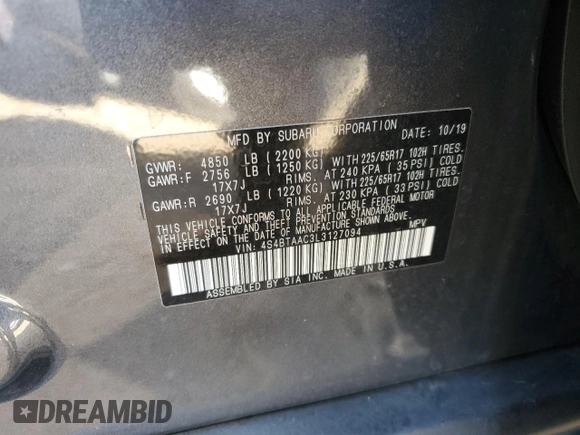 MFD BY SUBARU CORPORATION DATE: 10/19
GVWR: 4850 LB (2200 KG)
GAWR:F 2756 LB (1250 KG) WITH 225/65R17 102H TIRES.
17X7J RIMS. AT 240 KPA (35 PSI) COLD
GAWR:R 2690 LB (1220 KG) WITH 225/65R17 102H TIRES.
17X7J RIMS. AT 230 KPA (33 PSI) COLD
THIS VEHICLE CONFORMS TO ALL APPLICABLE FEDERAL MOTOR
VEHICLE SAFETY AND THEFT PREVENTION STANDARDS
IN EFFECT ON THE DATE OF MANUFACTURE SHOWN ABOVE.
VIN: 4S4BTAAC3L3127094 MPV
ASSEMBLED BY SIA INC. MADE IN U.S.A.
DREAMBID